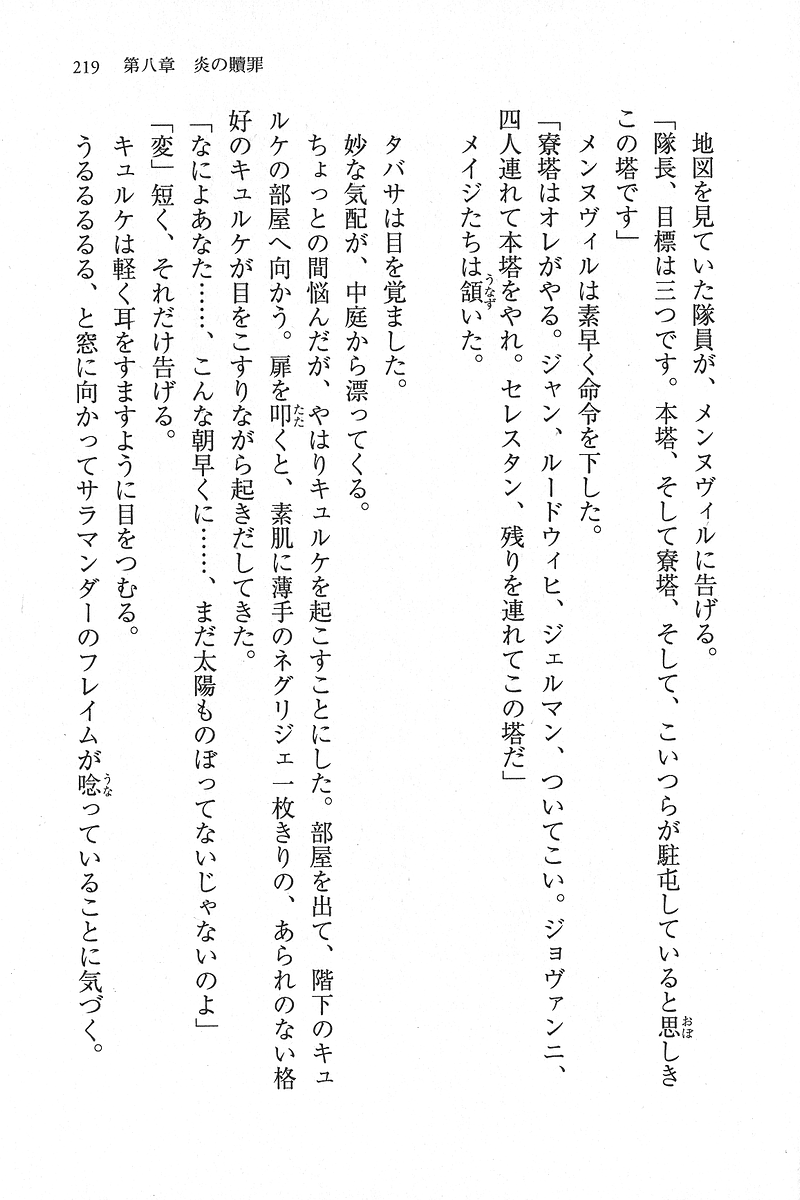 219　第八章　炎の贖罪
地図を見ていた隊員が、メンヌヴィルに告げる。
「隊長、目標は三つです。本塔、そして寮塔、そして、こいつらが駐屯していると思しき
この塔です」
メンヌヴィルは素早く命令を下した。
「寮塔はオレがやる。ジャン、ルードウィヒ、ジェルマン、ついてこい。ジョヴァンニ、
四人連れて本塔をやれ。セレスタン、残りを連れてこの塔だ」
メイジたちは頷いた。
タバサは目を覚ました。
妙な気配が、中庭から漂ってくる。
ちょっとの間悩んだが、やはりキュルケを起こすことにした。部屋を出て、階下のキュ
ルケの部屋へ向かう。扉を叩くと、素肌に薄手のネグリジェ一枚きりの、あられのない格
好のキュルケが目をこすりながら起きだしてきた。
「なによあなた……、こんな朝早くに……、まだ太陽ものぼってないじゃないのよ」
「変」短く、それだけ告げる。
キュルケは軽く耳をすますように目をつむる。
うるるるるる、と窓に向かってサラマンダーのフレイムが唸っていることに気づく。